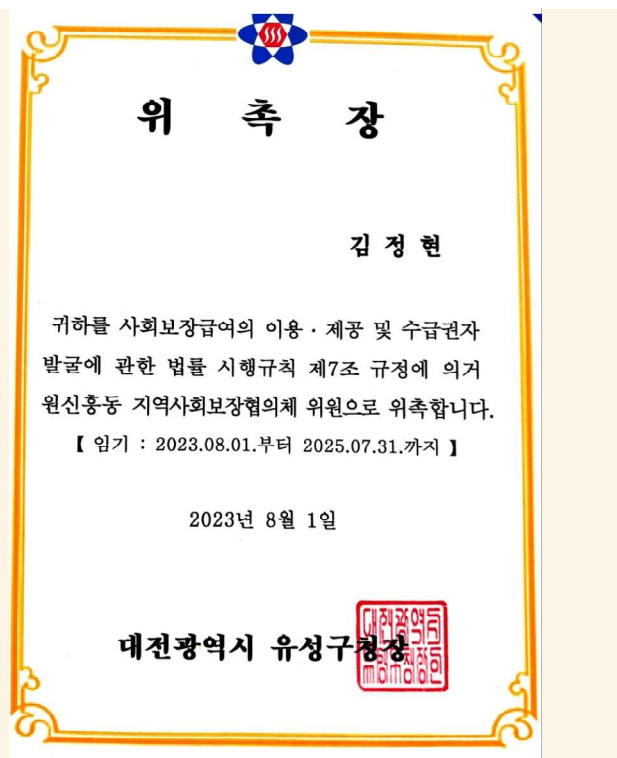 위 촉 장
김 정 현
귀하를 사회보장급여의 이용 · 제공 및 수급권자
발굴에 관한 법률 시행규칙 제7조 규정에 의거
원신흥동 지역사회보장협의체 위원으로 위촉합니다.
【 임기 : 2023.08.01.부터 2025.07.31.까지 】
2023년 8월 1일
대전광역시 유성구청장